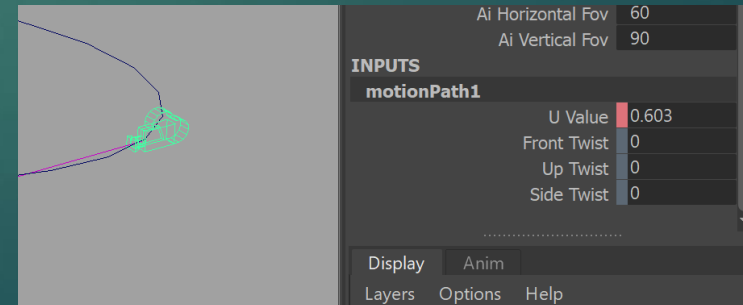 Ai Horizontal Fov 60
Ai Vertical Fov 90
INPUTS
motionPath1
U Value 0.603
Front Twist 0
Up Twist 0
Side Twist 0
Display Anim
Layers Options Help